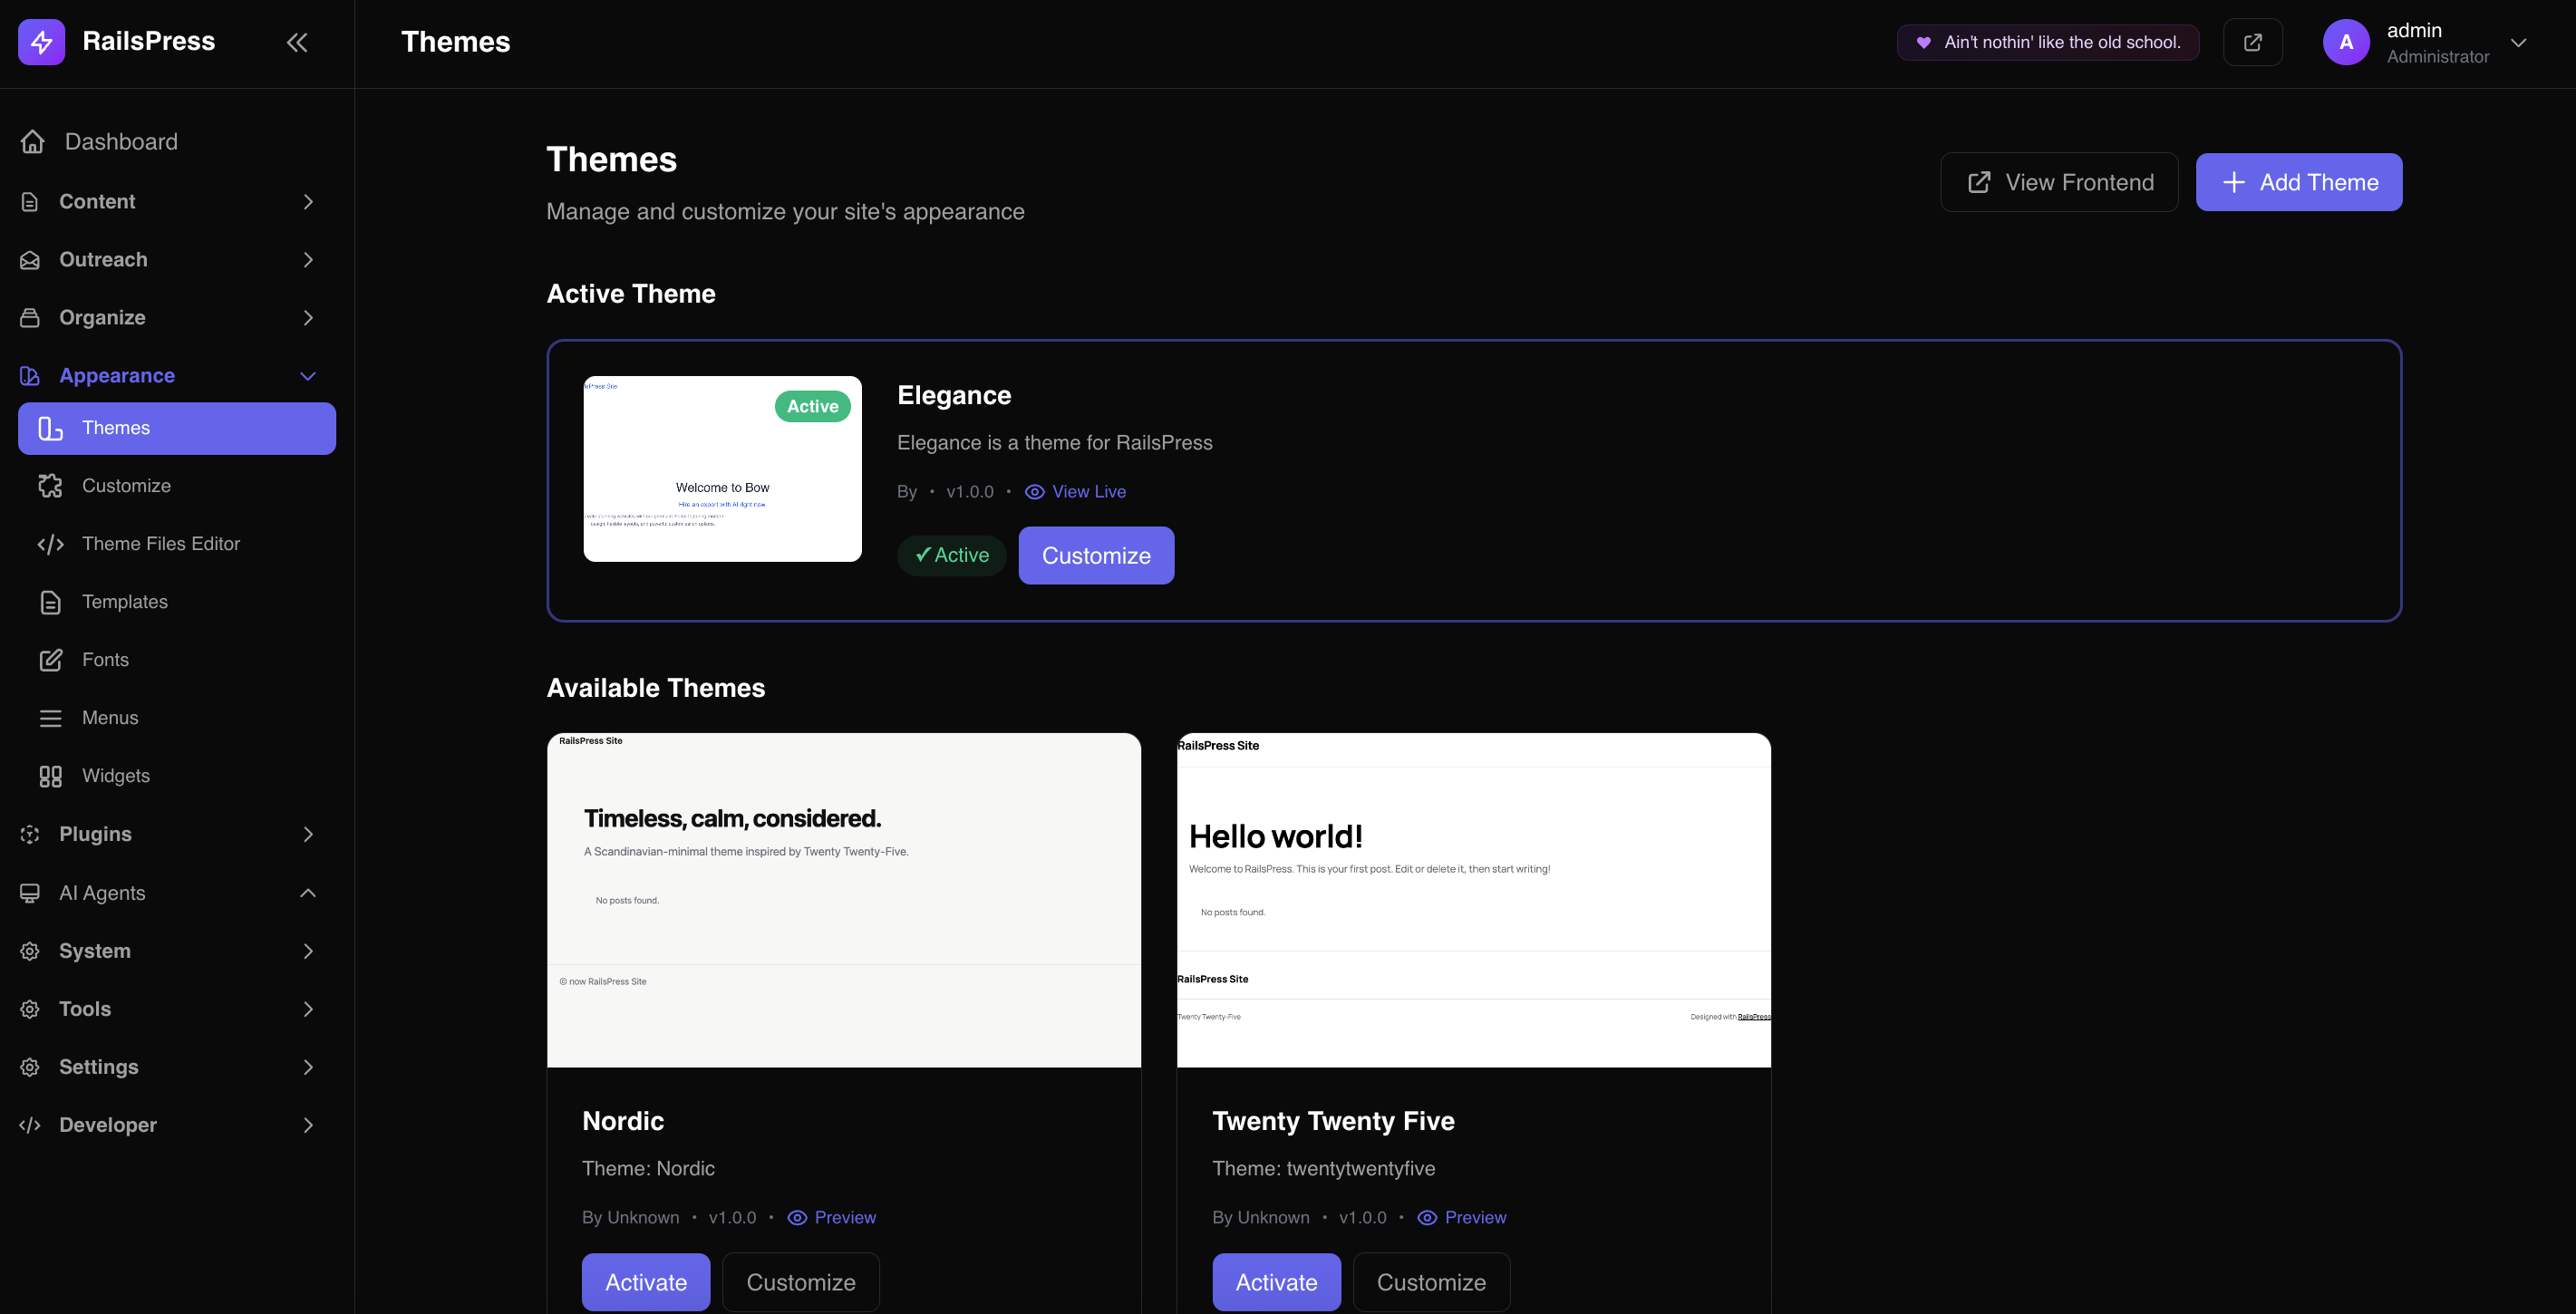 RailsPress
Themes
Ain't nothin' like the old school.
A
admin
Administrator
Dashboard
Content
Outreach
Organize
Appearance
Themes
Customize
Theme Files Editor
Templates
Fonts
Menus
Widgets
Plugins
AI Agents
System
Tools
Settings
Developer
Themes
Manage and customize your site's appearance
View Frontend
Add Theme
Active Theme
Active
Welcome to Bow
Hire an expert with AI right now.
Elegance
Elegance is a theme for RailsPress
By • v1.0.0 • View Live
✓Active
Customize
Available Themes
RailsPress Site
Timeless, calm, considered.
A Scandinavian-minimal theme inspired by Twenty Twenty-Five.
No posts found.
© now RailsPress Site
Nordic
Theme: Nordic
By Unknown • v1.0.0 • Preview
Activate
Customize
RailsPress Site
Hello world!
Welcome to RailsPress. This is your first post. Edit or delete it, then start writing!
No posts found.
RailsPress Site
Twenty Twenty-Five
Designed with RailsPress
Twenty Twenty Five
Theme: twentytwentyfive
By Unknown • v1.0.0 • Preview
Activate
Customize